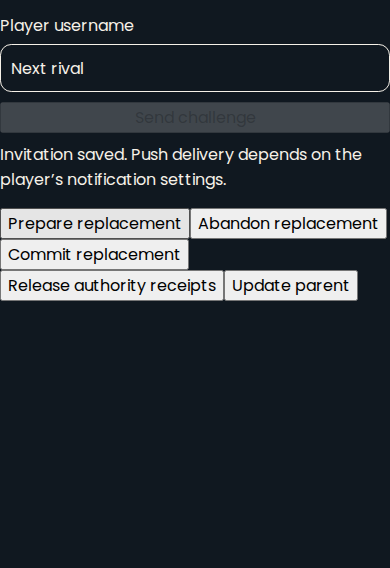 Player username
Next rival
Send challenge
Invitation saved. Push delivery depends on the
player’s notification settings.
Prepare replacement Abandon replacement
Commit replacement
Release authority receipts Update parent